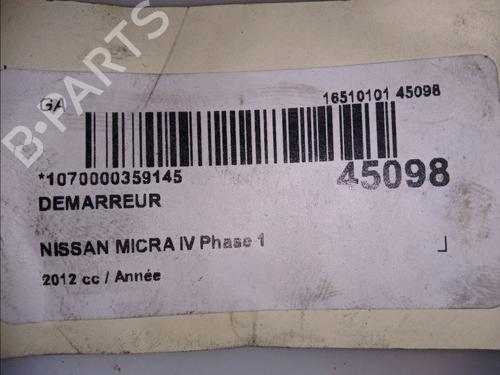 GA
16510101 45098
*1070000359145
45098
DEMARREUR
NISSAN MICRA IV Phase 1
2012 cc / Année
B-PARTS